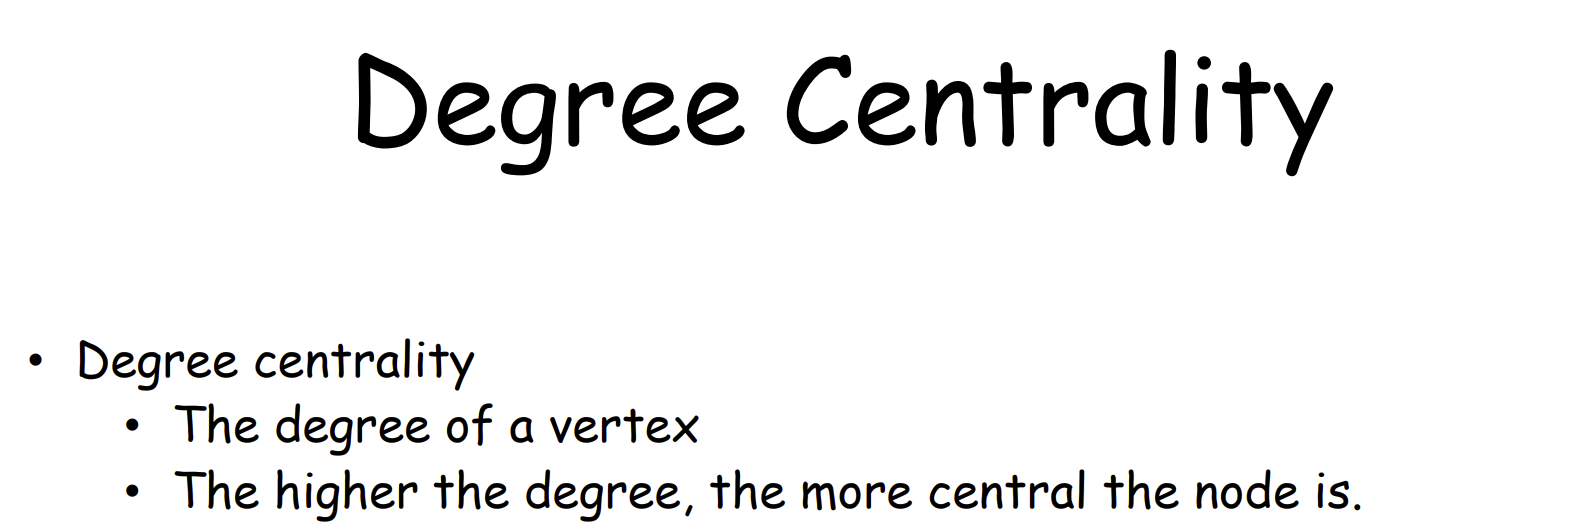 Degree Centrality
• Degree centrality
• The degree of a vertex
• The higher the degree, the more central the node is.